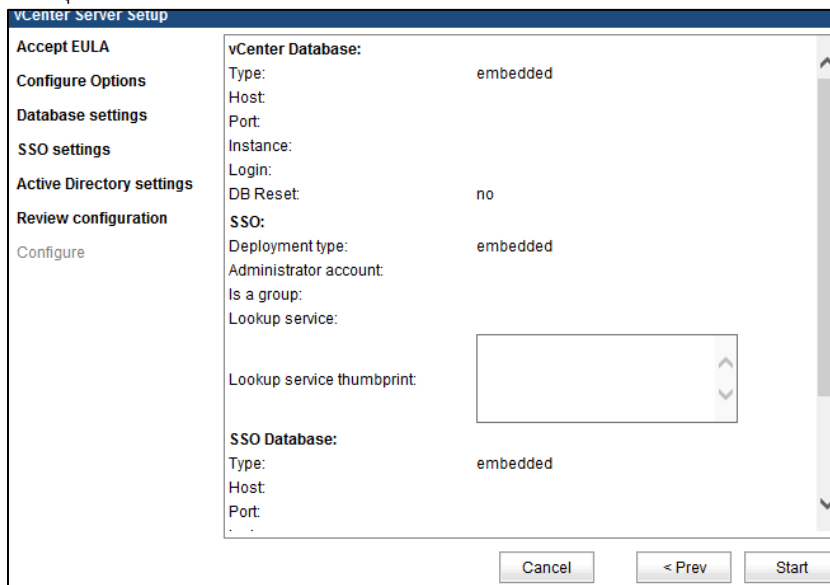 vCenter Server Setup
Accept EULA
Configure Options
Database settings
SSO settings
Active Directory settings
Review configuration
Configure
vCenter Database:
Type: embedded
Host:
Port:
Instance:
Login:
DB Reset: no
SSO:
Deployment type: embedded
Administrator account:
Is a group:
Lookup service:
Lookup service thumbprint:
SSO Database:
Type: embedded
Host:
Port:
Cancel
< Prev
Start